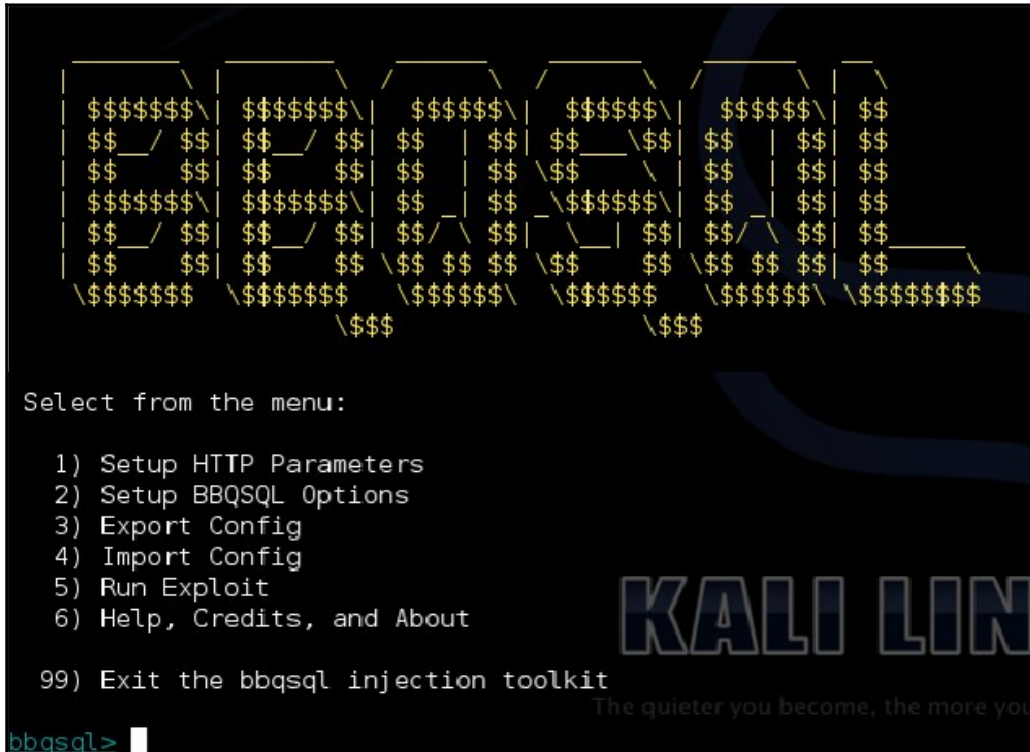 BBQSQL
Select from the menu:
1) Setup HTTP Parameters
2) Setup BBQSQL Options
3) Export Config
4) Import Config
5) Run Exploit
6) Help, Credits, and About
99) Exit the bbqsql injection toolkit
KALI LIN
The quieter you become, the more you
bbqsql>